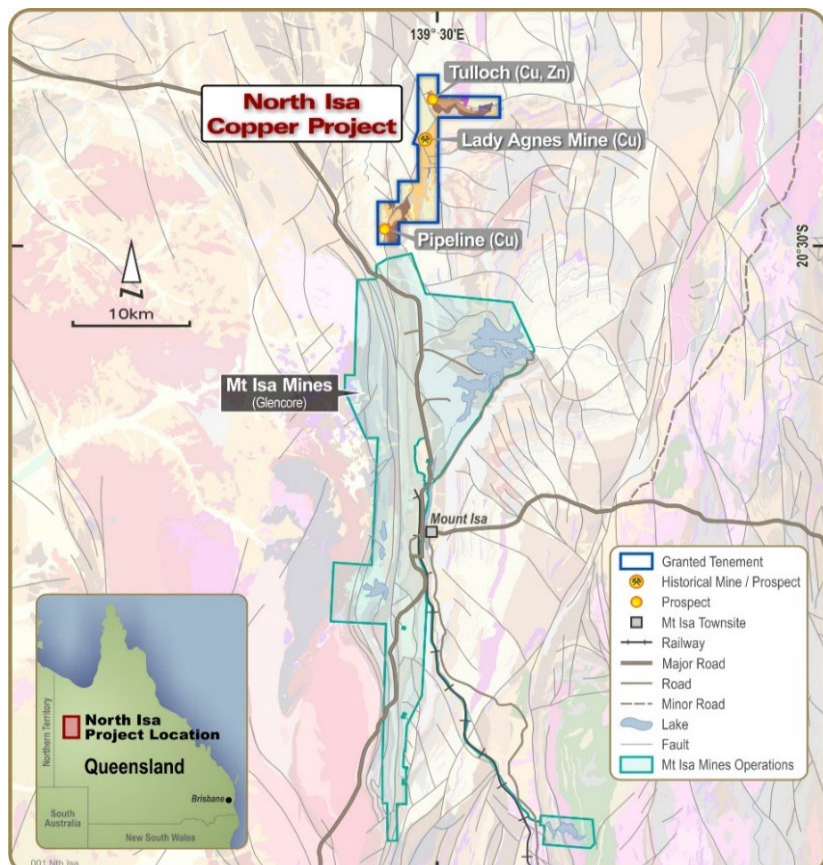 139° 30'E
Tulloch (Cu, Zn)
North Isa
Copper Project
Lady Agnes Mine (Cu)
Pipeline (Cu)
20°30'S
N
10km
Mt Isa Mines
(Glencore)
Mount Isa
Granted Tenement
Historical Mine / Prospect
Prospect
Mt Isa Townsite
Railway
Major Road
Road
Minor Road
Lake
Fault
Mt Isa Mines Operations
Northern Territory
North Isa
Project Location
Queensland
Brisbane
South
Australia
New South Wales
001 Nth Isa